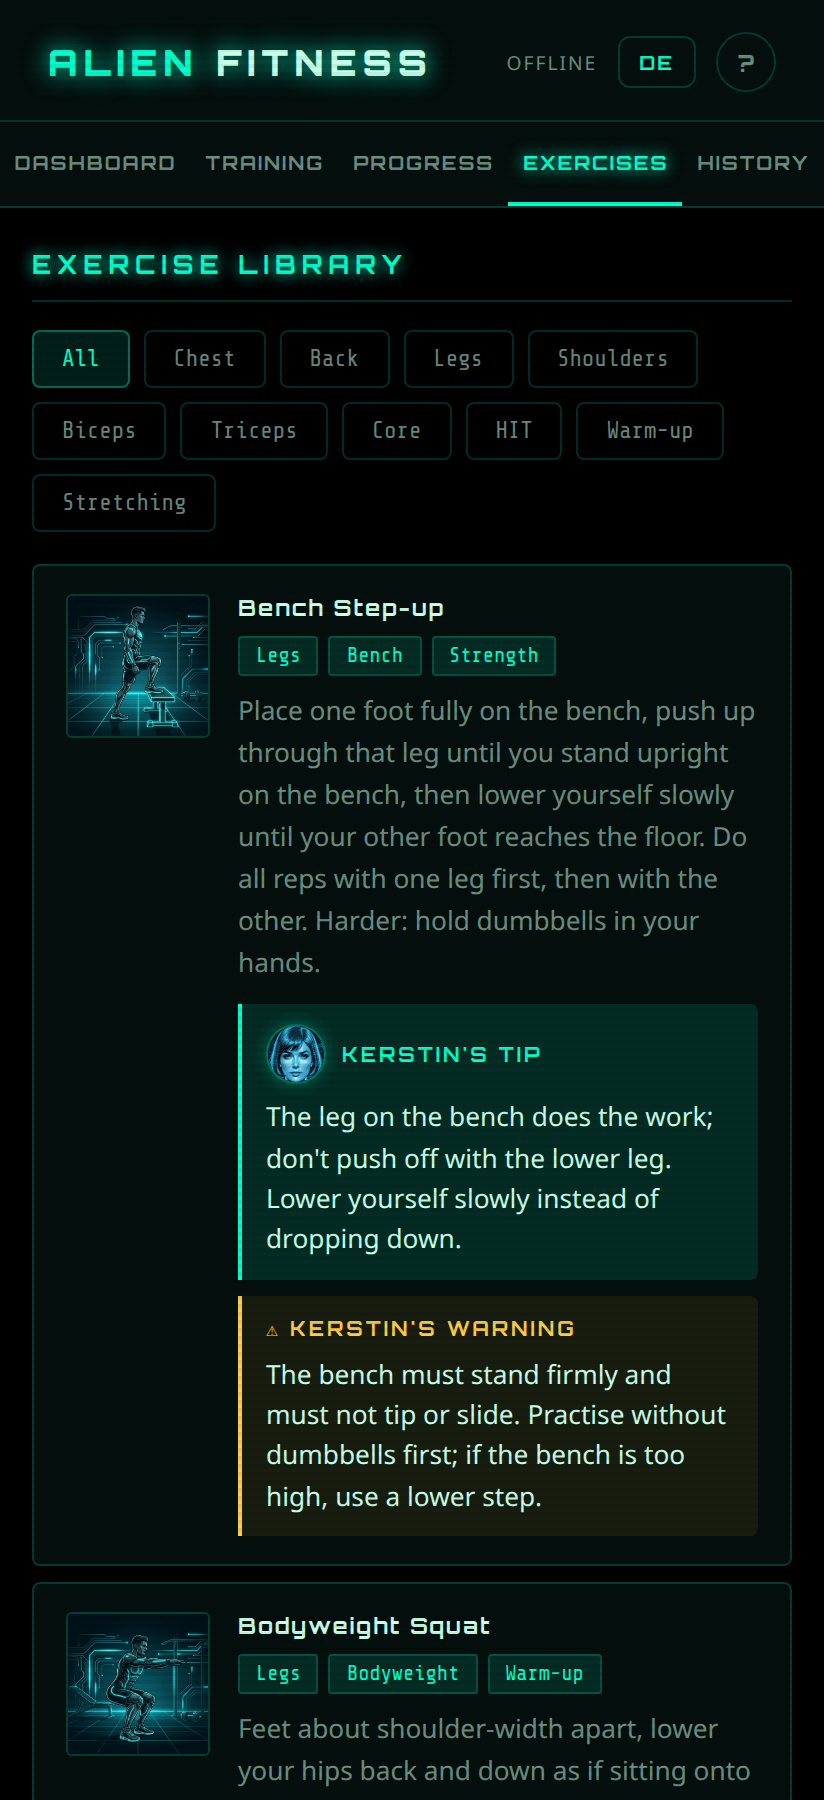 ALIEN FITNESS
OFFLINE
DE
?
DASHBOARD TRAINING PROGRESS EXERCISES HISTORY
EXERCISE LIBRARY
All Chest Back Legs Shoulders
Biceps Triceps Core HIT Warm-up
Stretching
Bench Step-up
Legs Bench Strength
Place one foot fully on the bench, push up
through that leg until you stand upright
on the bench, then lower yourself slowly
until your other foot reaches the floor. Do
all reps with one leg first, then with the
other. Harder: hold dumbbells in your
hands.
KERSTIN'S TIP
The leg on the bench does the work;
don't push off with the lower leg.
Lower yourself slowly instead of
dropping down.
⚠ KERSTIN'S WARNING
The bench must stand firmly and
must not tip or slide. Practise without
dumbbells first; if the bench is too
high, use a lower step.
Bodyweight Squat
Legs Bodyweight Warm-up
Feet about shoulder-width apart, lower
your hips back and down as if sitting onto